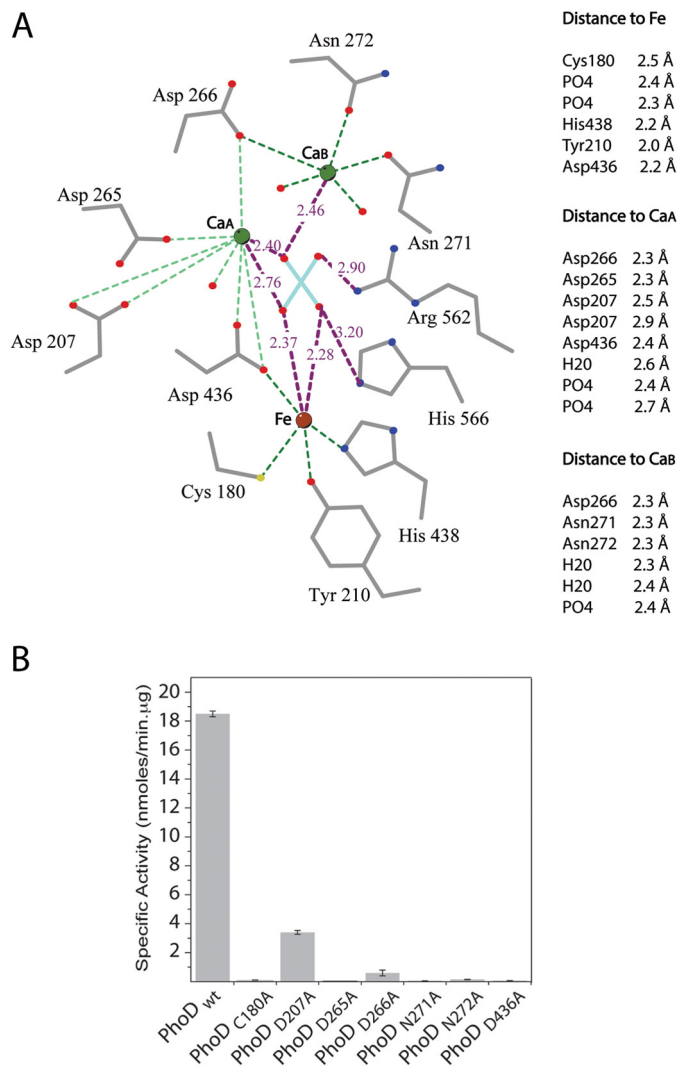 A
Asn 272
Asp 266
CaB
Asp 265
CaA
2.46
2.40
Asn 271
2.76
2.90
Arg 562
Asp 207
2.37
2.28
3.20
Asp 436
Fe
His 566
Cys 180
His 438
Tyr 210
Distance to Fe
Cys180 2.5 Å
PO4 2.4 Å
PO4 2.3 Å
His438 2.2 Å
Tyr210 2.0 Å
Asp436 2.2 Å
Distance to CaA
Asp266 2.3 Å
Asp265 2.3 Å
Asp207 2.5 Å
Asp207 2.9 Å
Asp436 2.4 Å
H20 2.6 Å
PO4 2.4 Å
PO4 2.7 Å
Distance to CaB
Asp266 2.3 Å
Asn271 2.3 Å
Asn272 2.3 Å
H20 2.3 Å
H20 2.4 Å
PO4 2.4 Å
B
Specific Activity (nmoles/min.µg)
20
18
16
14
12
10
8
6
4
2
PhoD wt
PhoD C180A
PhoD D207A
PhoD D265A
PhoD D266A
PhoD N271A
PhoD N272A
PhoD D436A